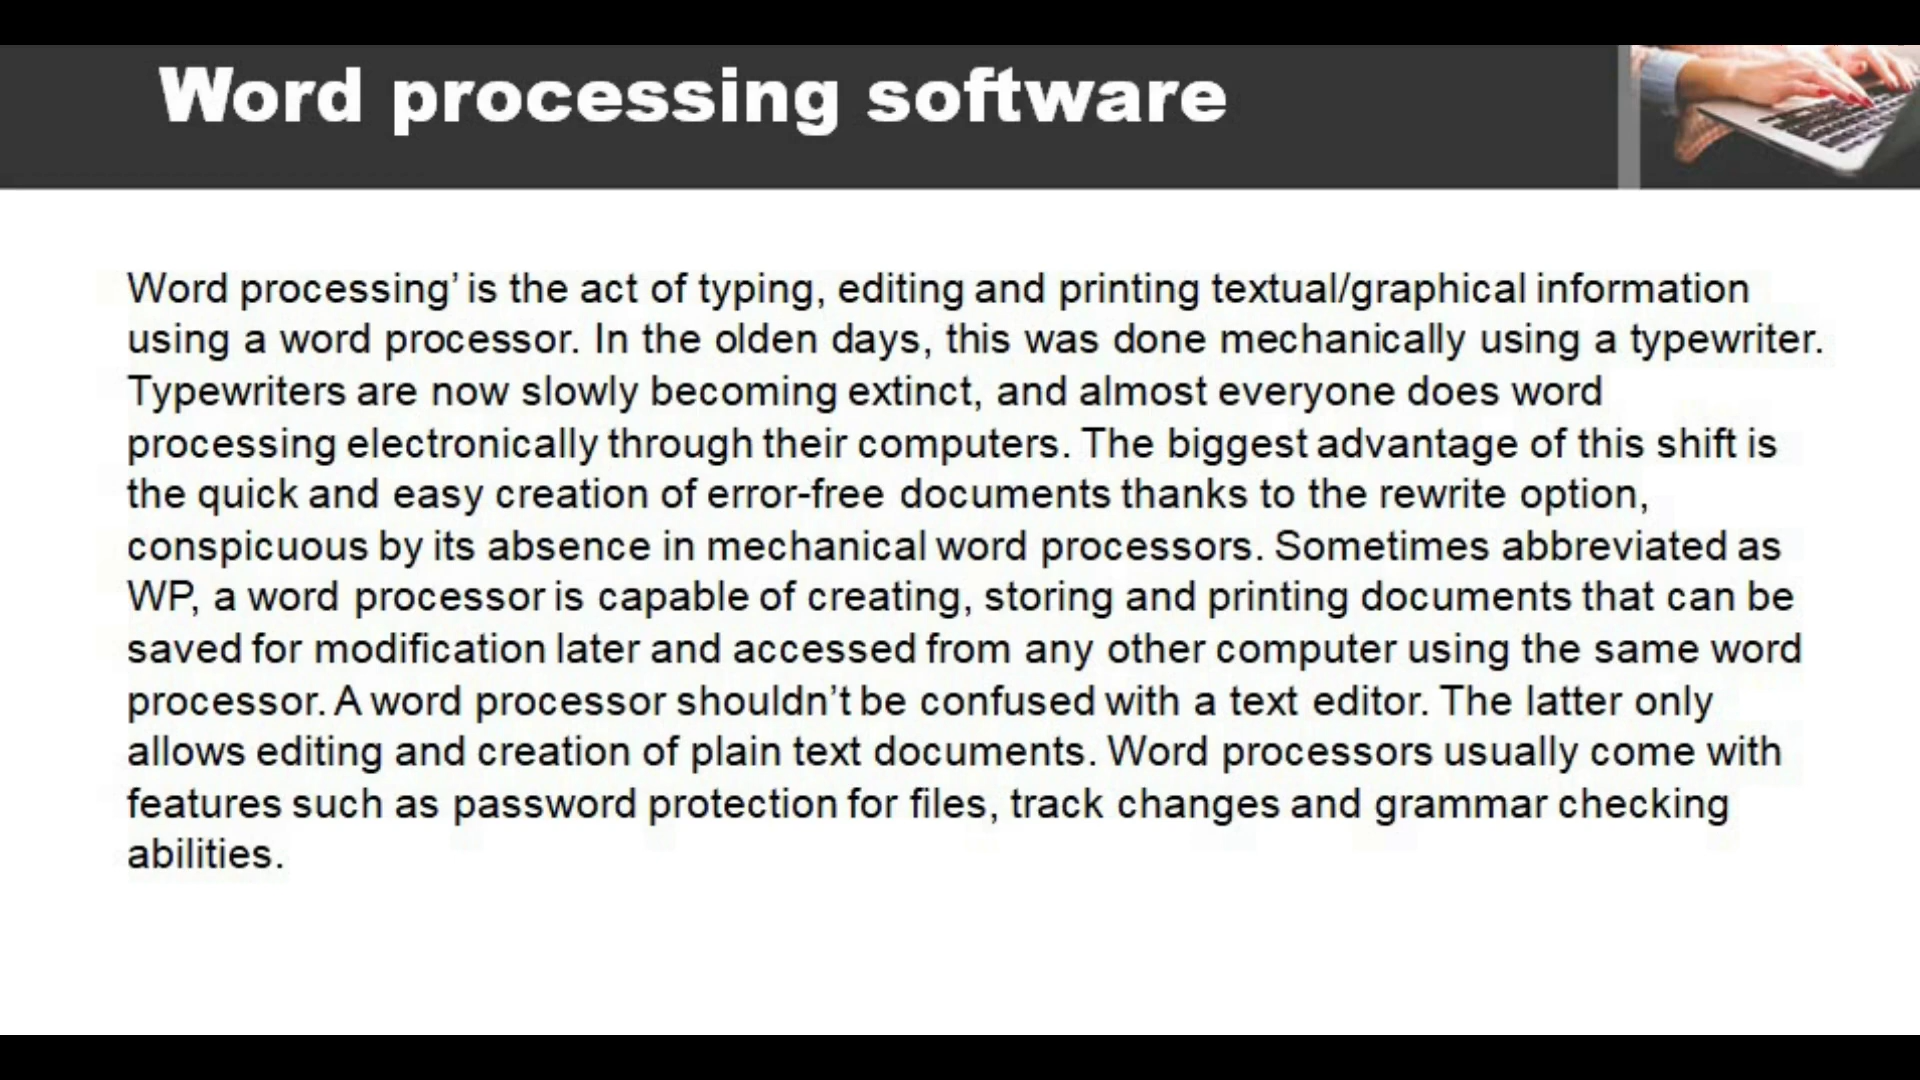 Word processing software
Word processing’ is the act of typing, editing and printing textual/graphical information
using a word processor. In the olden days, this was done mechanically using a typewriter.
Typewriters are now slowly becoming extinct, and almost everyone does word
processing electronically through their computers. The biggest advantage of this shift is
the quick and easy creation of error-free documents thanks to the rewrite option,
conspicuous by its absence in mechanical word processors. Sometimes abbreviated as
WP, a word processor is capable of creating, storing and printing documents that can be
saved for modification later and accessed from any other computer using the same word
processor. A word processor shouldn’t be confused with a text editor. The latter only
allows editing and creation of plain text documents. Word processors usually come with
features such as password protection for files, track changes and grammar checking
abilities.